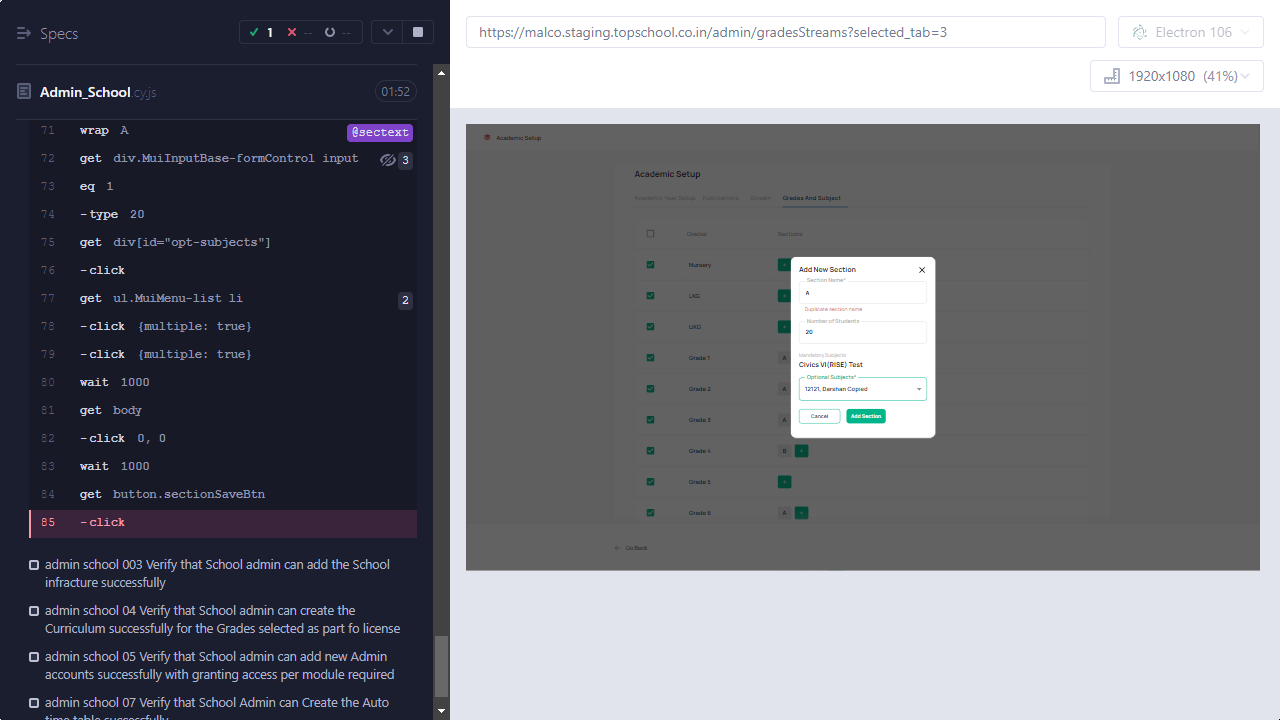 Specs
1
--
--
https://malco.staging.topschool.co.in/admin/gradesStreams?selected_tab=3
Electron 106
1920x1080 (41%)
Admin_School.cy.js
01:52
71 wrap A @sectext
72 get div.MuiInputBase-formControl input 3
73 eq 1
74 -type 20
75 get div[id="opt-subjects"]
76 -click
77 get ul.MuiMenu-list li 2
78 -click {multiple: true}
79 -click {multiple: true}
80 wait 1000
81 get body
82 -click 0, 0
83 wait 1000
84 get button.sectionSaveBtn
85 -click
admin school 003 Verify that School admin can add the School
infracture successfully
admin school 04 Verify that School admin can create the
Curriculum successfully for the Grades selected as part fo license
admin school 05 Verify that School admin can add new Admin
accounts successfully with granting access per module required
admin school 07 Verify that School Admin can Create the Auto
time table successfully
Academic Setup
Academic Setup
Academic Year Setup
Stream
Grades And Subject
Grades
Sections
Nursery +
LKG +
UKG +
Grade 1 A
Grade 2 A
Grade 3 A
Grade 4 B +
Grade 5 +
Grade 6 A +
Go Back
Add New Section
Section Name*
A
Duplicate section name
Number of Students
20
Mandatory Subjects
Civics VI(RISE) Test
Optional Subjects*
12121, Darshan Copied
Cancel
Add Section